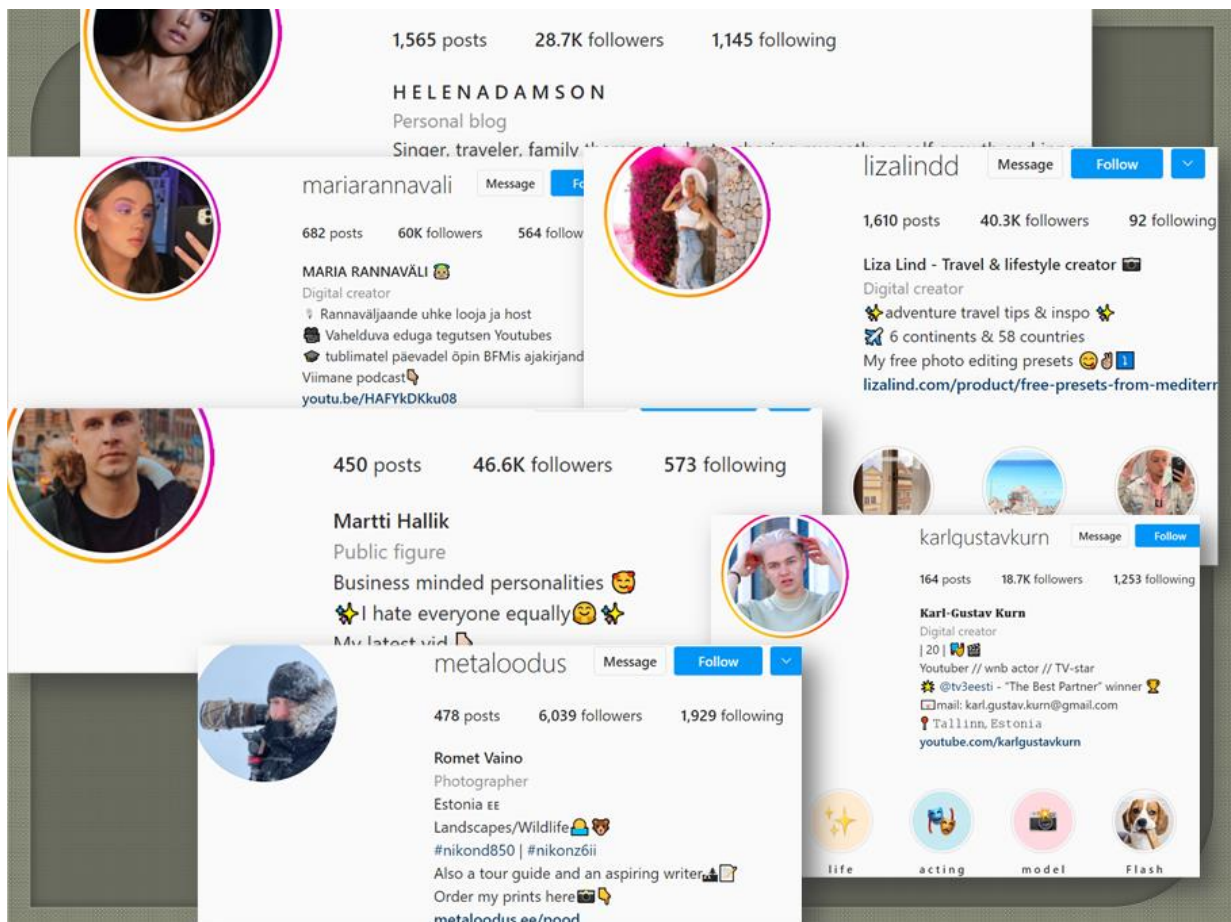 1,565 posts 28.7K followers 1,145 following
HELENADAMSON
Personal blog
Singer, traveler, family
mariarannavali Message
682 posts 60K followers 564 follow
MARIA RANNAVÄLI
Digital creator
Rannaväljaande uhke looja ja host
Vahelduva eduga tegutsen Youtubes
tublimatel päevadel õpin BFMis ajakirjand
Viimane podcast
youtu.be/HAFYkDKku08
lizalindd Message Follow
1,610 posts 40.3K followers 92 following
Liza Lind - Travel & lifestyle creator
Digital creator
adventure travel tips & inspo
6 continents & 58 countries
My free photo editing presets
lizalind.com/product/free-presets-from-mediterr
450 posts 46.6K followers 573 following
Martti Hallik
Public figure
Business minded personalities
I hate everyone equally
My latest vid
karlgustavkurn Message Follow
164 posts 18.7K followers 1,253 following
Karl-Gustav Kurn
Digital creator
| 20 |
Youtuber // wnb actor // TV-star
@tv3eesti - "The Best Partner" winner
mail: karl.gustav.kurn@gmail.com
Tallinn, Estonia
youtube.com/karlgustavkurn
life acting model Flash
metaloodus Message Follow
478 posts 6,039 followers 1,929 following
Romet Vaino
Photographer
Estonia EE
Landscapes/Wildlife
#nikond850 | #nikonz6ii
Also a tour guide and an aspiring writer
Order my prints here
metaloodus.ee/pood